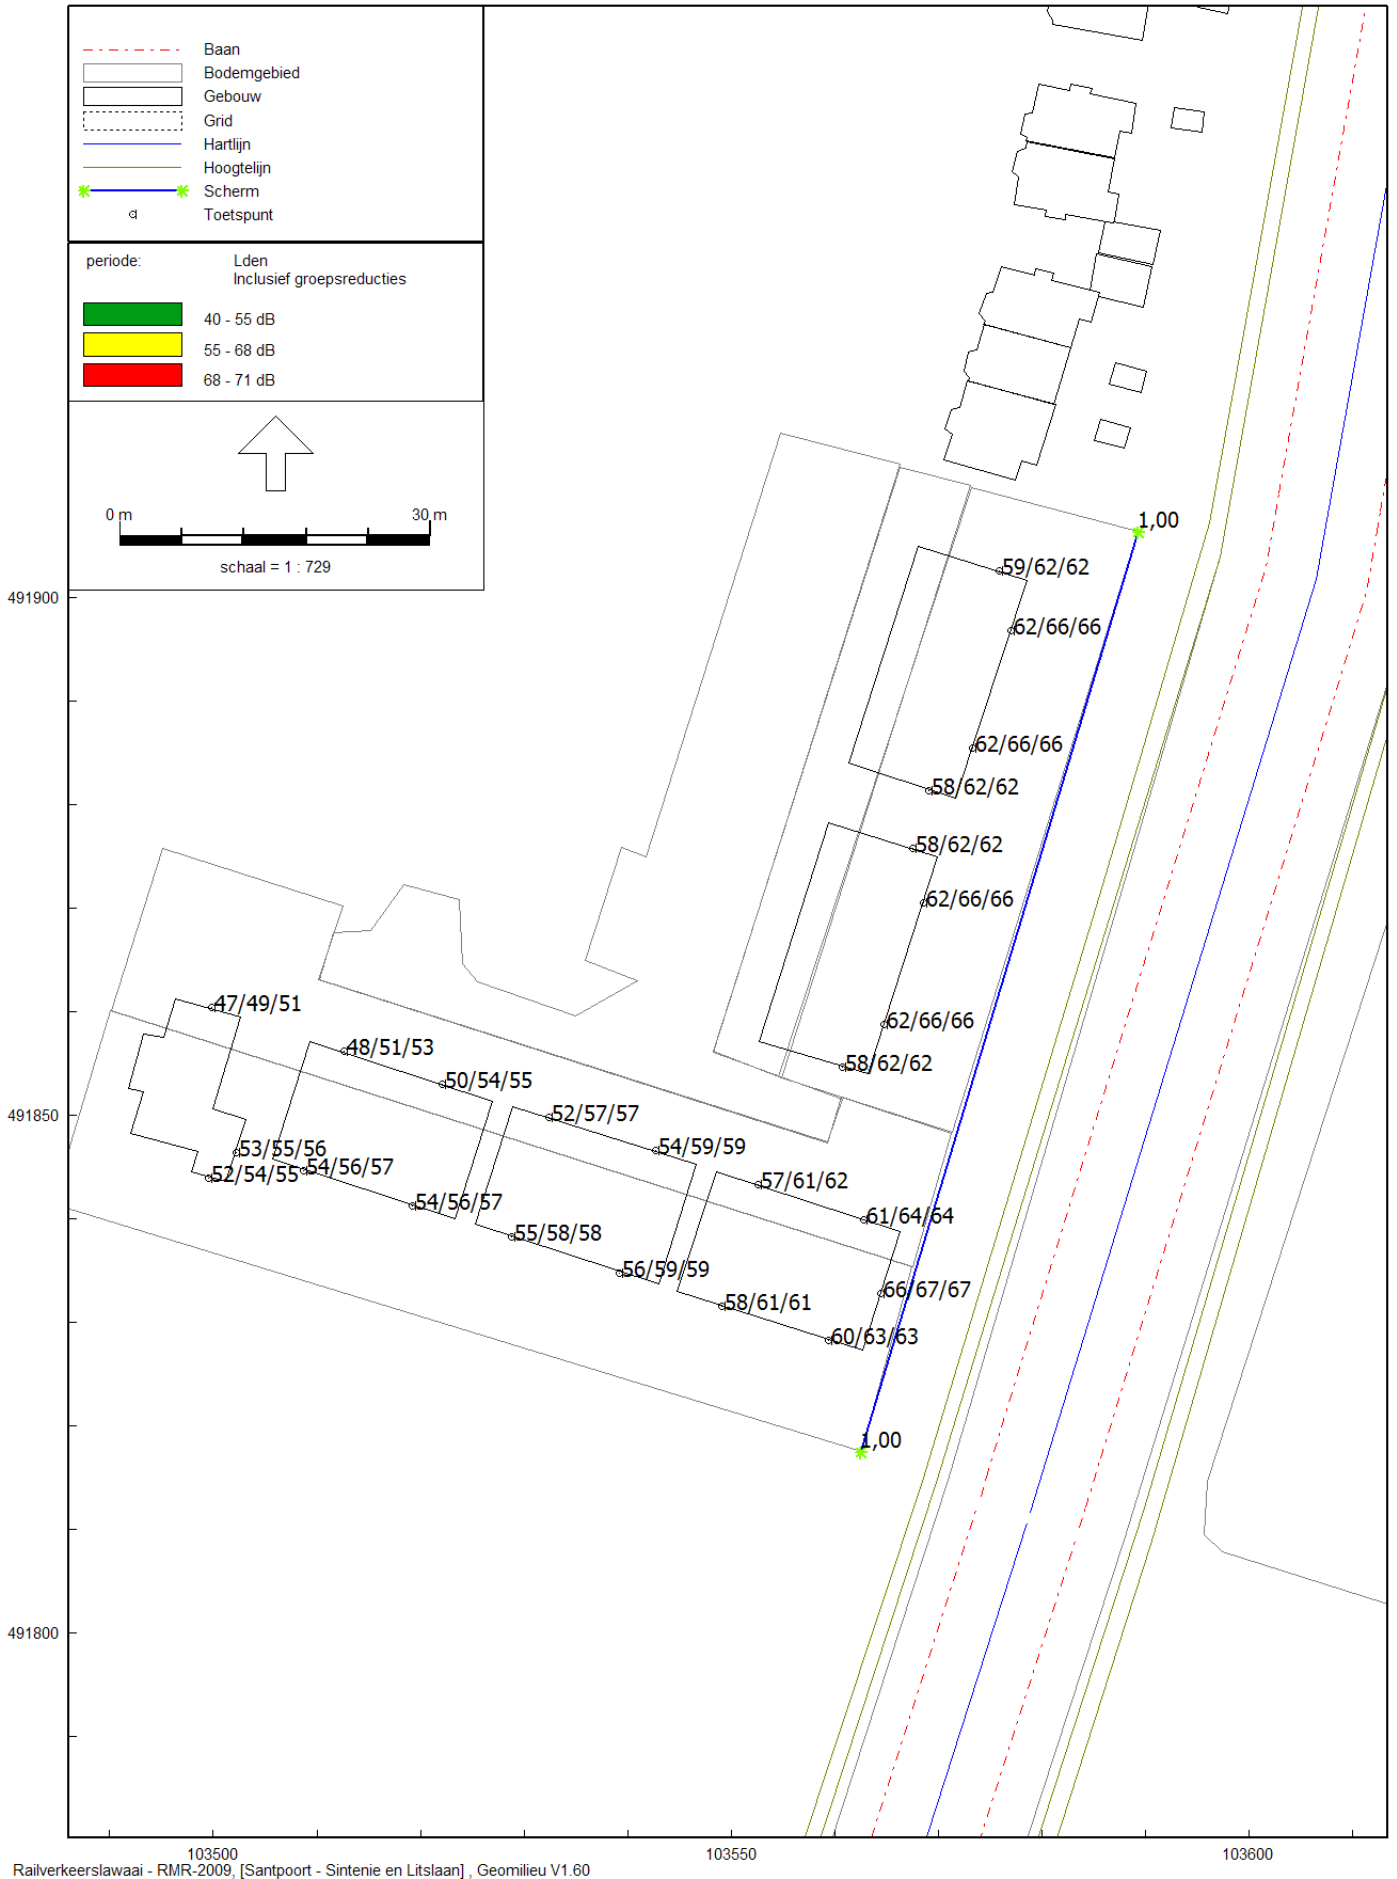 Baan
Bodemgebied
Gebouw
Grid
Hartlijn
Hoogtelijn
Scherm
Toetspunt
periode: Lden
Inclusief groepsreducties
40 - 55 dB
55 - 68 dB
68 - 71 dB
0 m 30 m
schaal = 1 : 729
1,00
59/62/62
491900
62/66/66
62/66/66
58/62/62
58/62/62
62/66/66
47/49/51
62/66/66
48/51/53
58/62/62
50/54/55
491850
52/57/57
53/55/56
54/59/59
52/54/55
54/56/57
57/61/62
54/56/57
61/64/64
55/58/58
56/59/59
66/67/67
58/61/61
60/63/63
1,00
491800
103500 103550 103600
Railverkeerslawaai - RMR-2009, [Santpoort - Sintenie en Litslaan] , Geomilieu V1.60